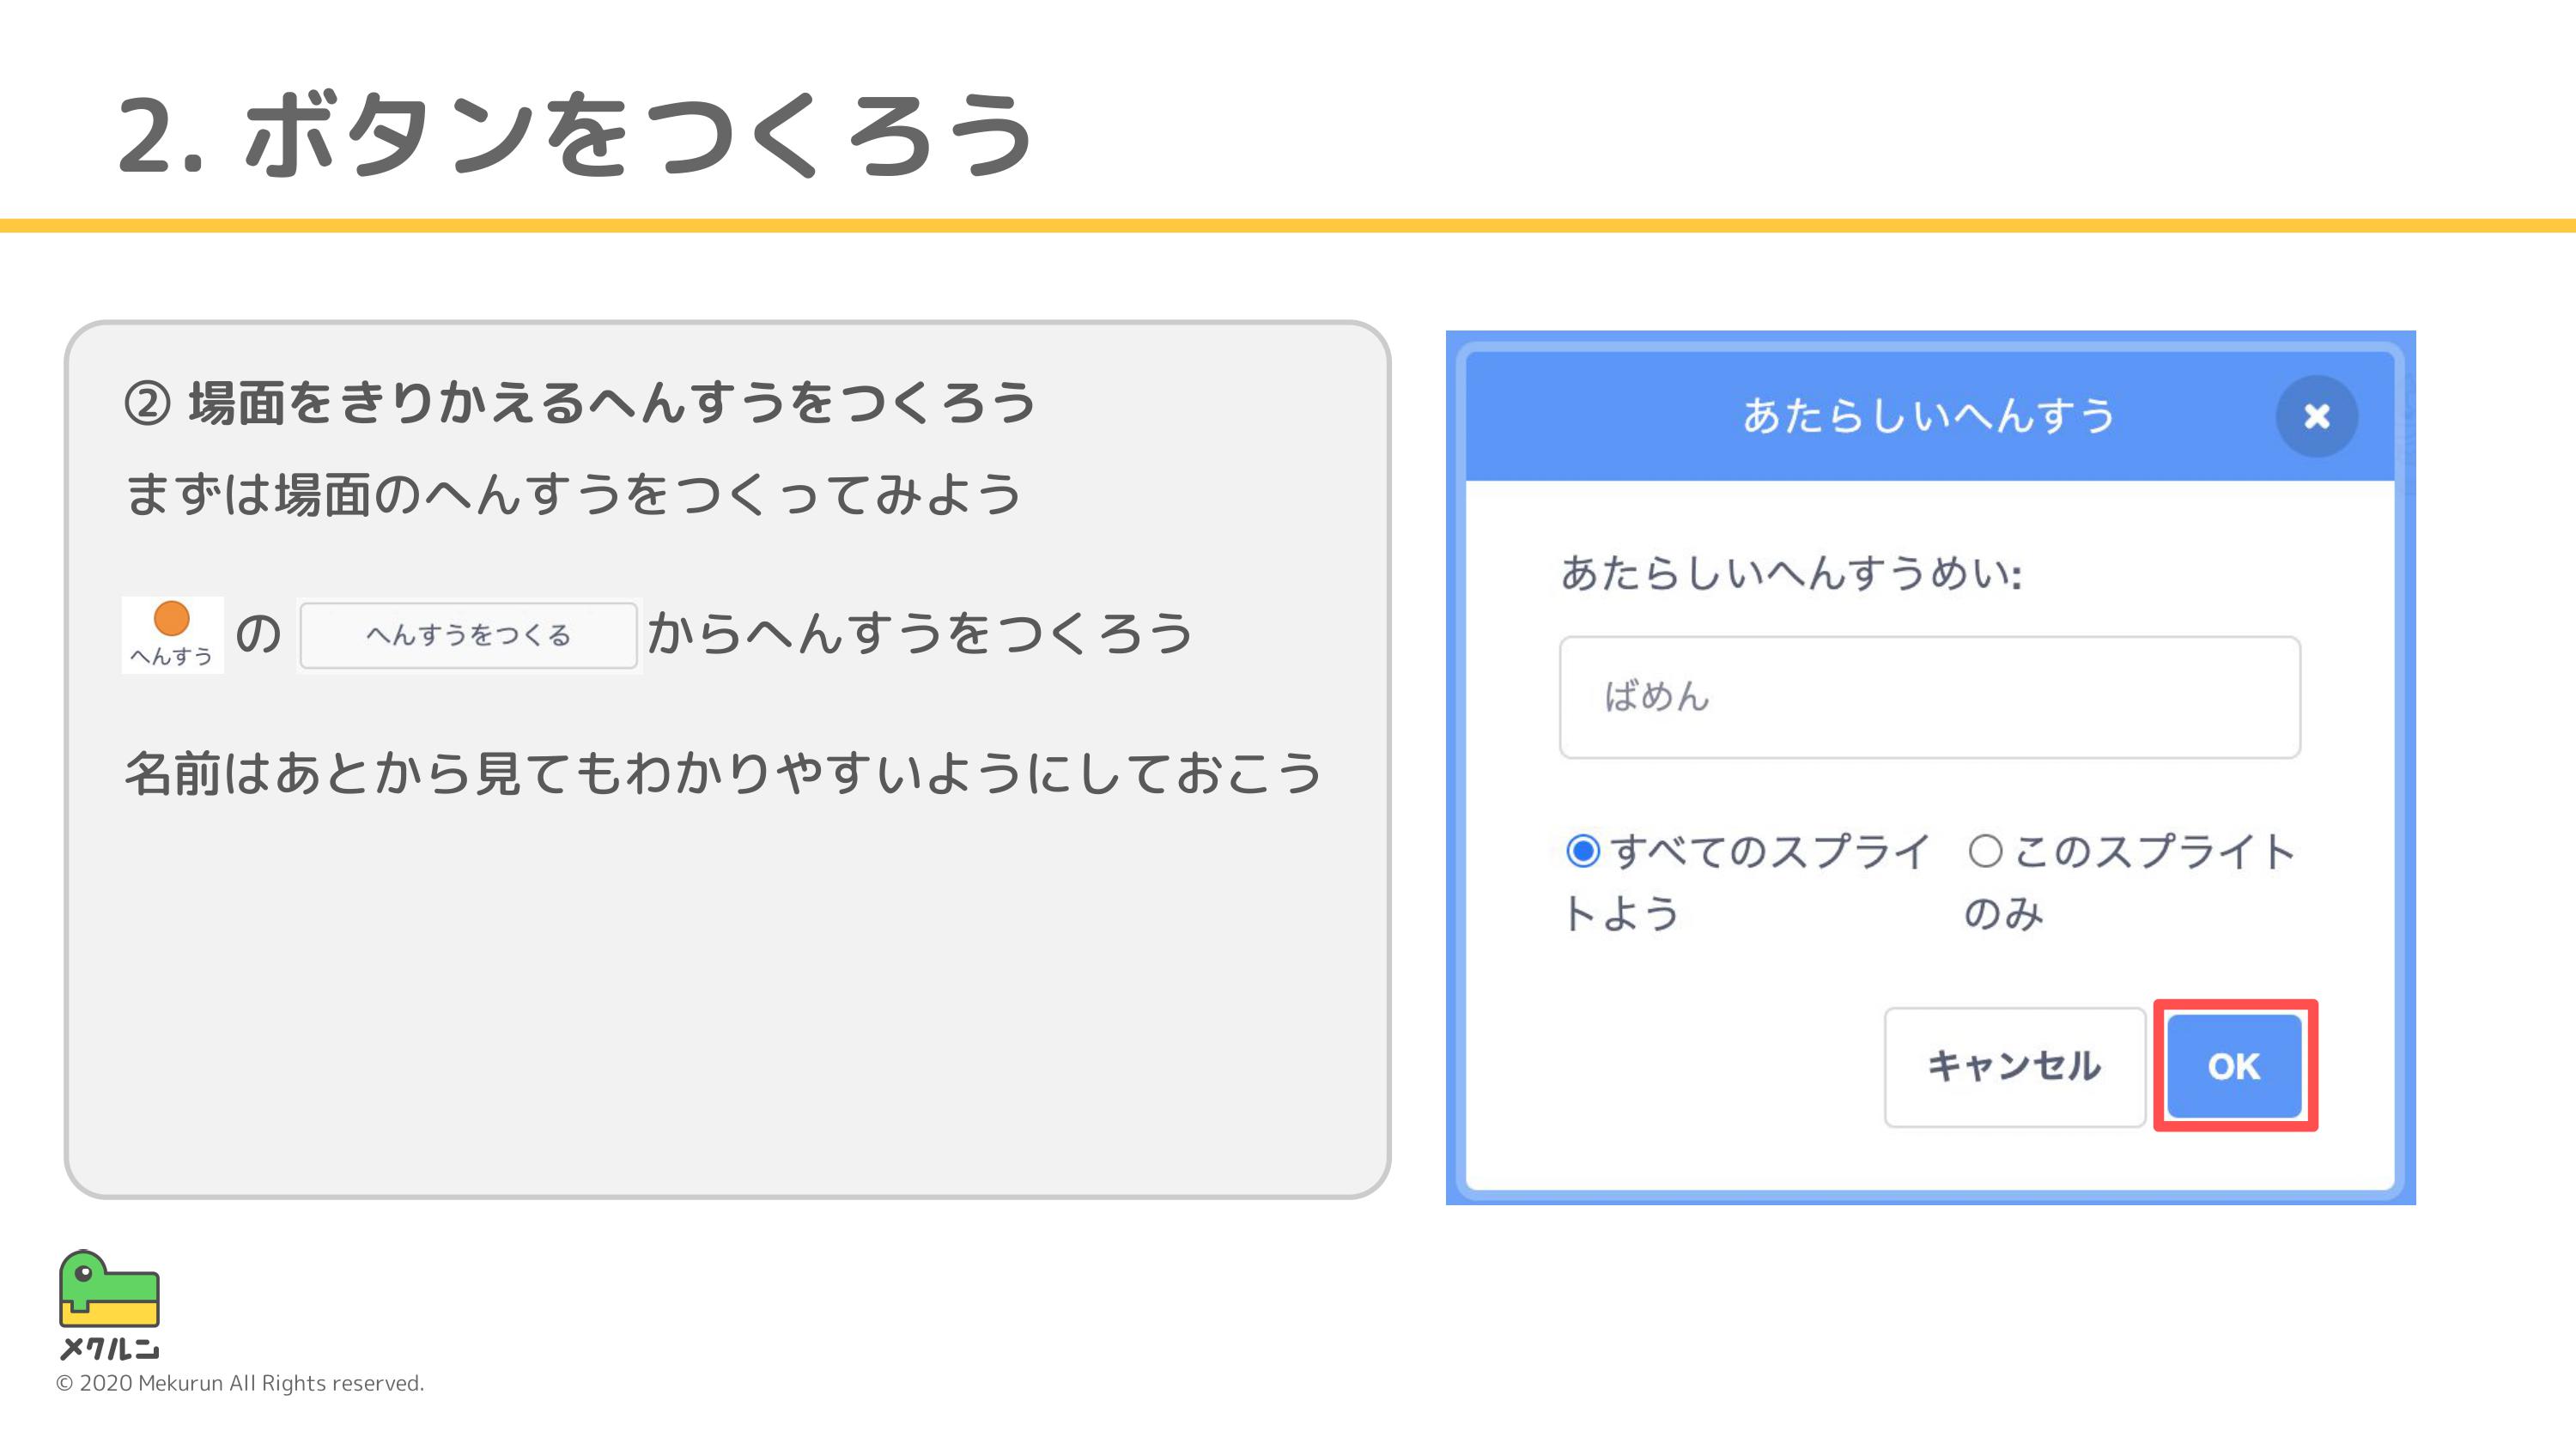 2. ボタンをつくろう
② 場面をきりかえるへんすうをつくろう
まずは場面のへんすうをつくってみよう
へんすう の へんすうをつくる からへんすうをつくろう
名前はあとから見てもわかりやすいようにしておこう
あたらしいへんすう
あたらしいへんすうめい:
ばめん
すべてのスプライ
トよう
このスプライト
のみ
キャンセル OK
メクルン
© 2020 Mekurun All Rights reserved.